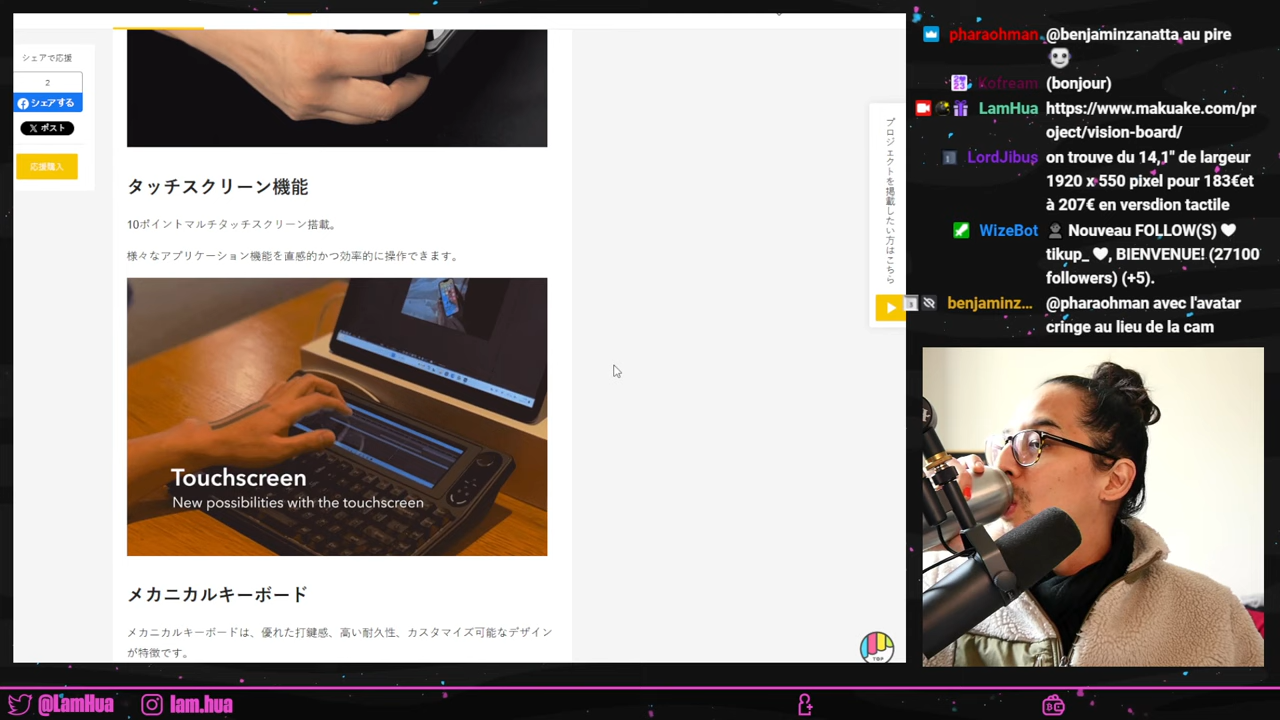 シェアで応援
2
シェアする
ポスト
応援購入
タッチスクリーン機能
10ポイントマルチタッチスクリーン搭載。
様々なアプリケーション機能を直感的かつ効率的に操作できます。
Touchscreen
New possibilities with the touchscreen
メカニカルキーボード
メカニカルキーボードは、優れた打鍵感、高い耐久性、カスタマイズ可能なデザイン
が特徴です。
プロジェクトを掲載したい方はこちら
TOP
pharaohman @benjaminzanatta au pire
Kofream (bonjour)
LamHua https://www.makuake.com/pr
oject/vision-board/
LordJibus on trouve du 14,1" de largeur
1920 x 550 pixel pour 183€et
à 207€ en versdion tactile
WizeBot Nouveau FOLLOW(S)
tikup_ , BIENVENUE! (27100
followers) (+5).
benjaminz... @pharaohman avec l'avatar
cringe au lieu de la cam
@LamHua
lam.hua